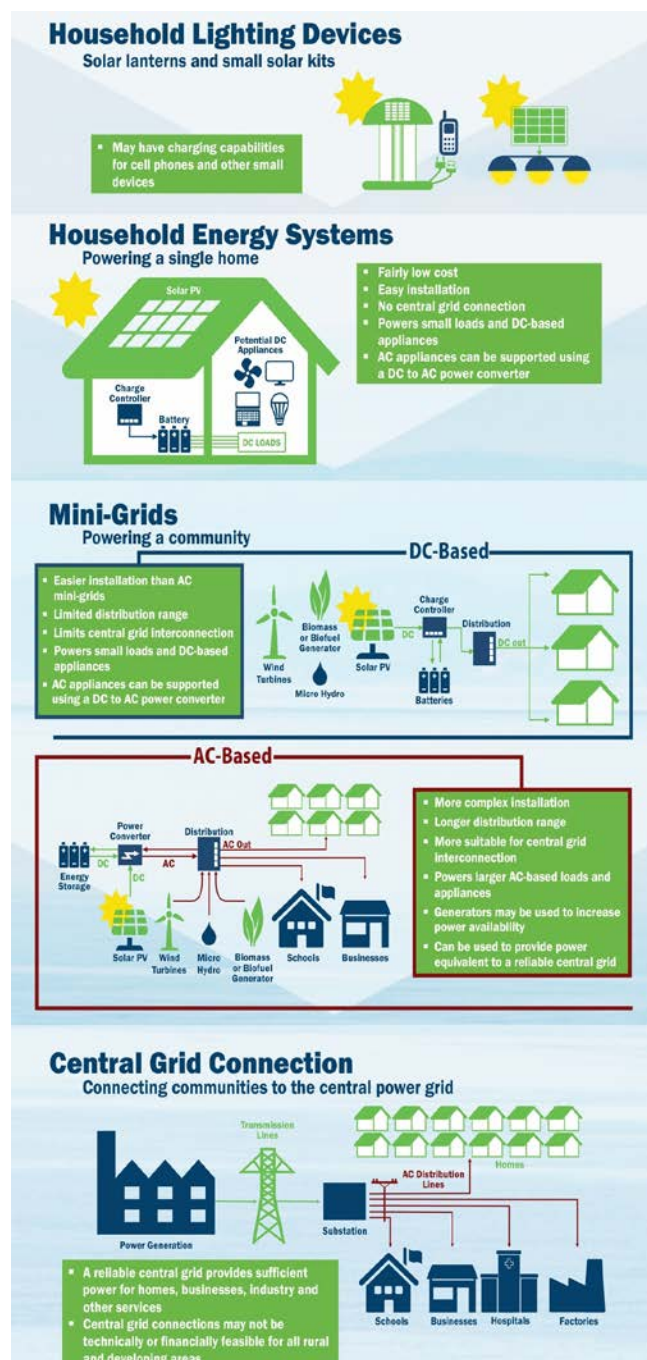 Household Lighting Devices
Solar lanterns and small solar kits
▪ May have charging capabilities
for cell phones and other small
devices
Household Energy Systems
Powering a single home
Solar PV
Potential DC
Appliances
Charge
Controller
Battery
DC LOADS
▪ Fairly low cost
▪ Easy installation
▪ No central grid connection
▪ Powers small loads and DC-based
appliances
▪ AC appliances can be supported using
a DC to AC power converter
Mini-Grids
Powering a community
DC-Based
▪ Easier installation than AC
mini-grids
▪ Limited distribution range
▪ Limits central grid interconnection
▪ Powers small loads and DC-based
appliances
▪ AC appliances can be supported
using a DC to AC power converter
Wind
Turbines
Biomass
or Biofuel
Generator
Micro Hydro
Solar PV
DC
Charge
Controller
Batteries
Distribution
DC out
AC-Based
Energy
Storage
DC
Power
Converter
DC
AC
Distribution
AC Out
Solar PV
Wind
Turbines
Micro
Hydro
Biomass
or Biofuel
Generator
Schools
Businesses
▪ More complex installation
▪ Longer distribution range
▪ More suitable for central grid
interconnection
▪ Powers larger AC-based loads and
appliances
▪ Generators may be used to increase
power availability
▪ Can be used to provide power
equivalent to a reliable central grid
Central Grid Connection
Connecting communities to the central power grid
Power Generation
Transmission
Lines
Substation
AC Distribution
Lines
Homes
Schools
Businesses
Hospitals
Factories
▪ A reliable central grid provides sufficient
power for homes, businesses, industry and
other services
▪ Central grid connections may not be
technically or financially feasible for all rural
and developing areas